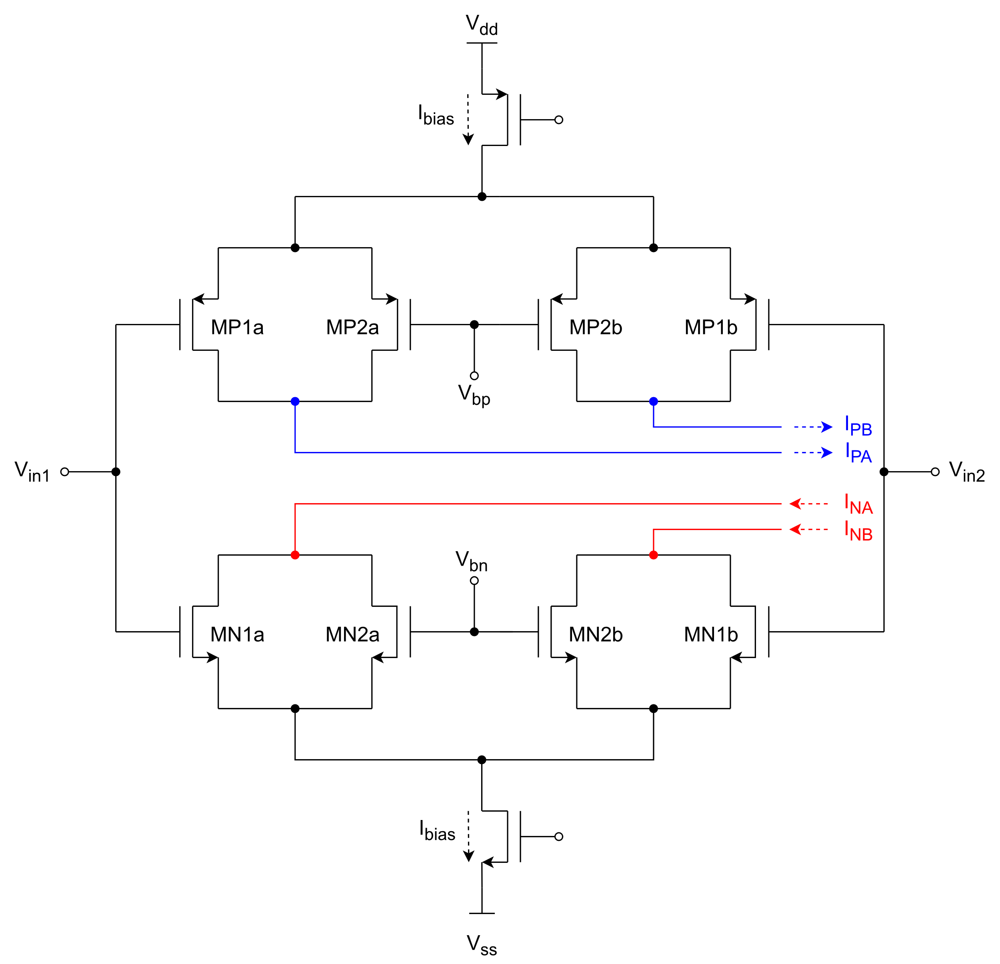 Vdd
Ibias
MP1a MP2a MP2b MP1b
Vbp
IPB
IPA
Vin1 Vin2
INA
INB
Vbn
MN1a MN2a MN2b MN1b
Ibias
Vss